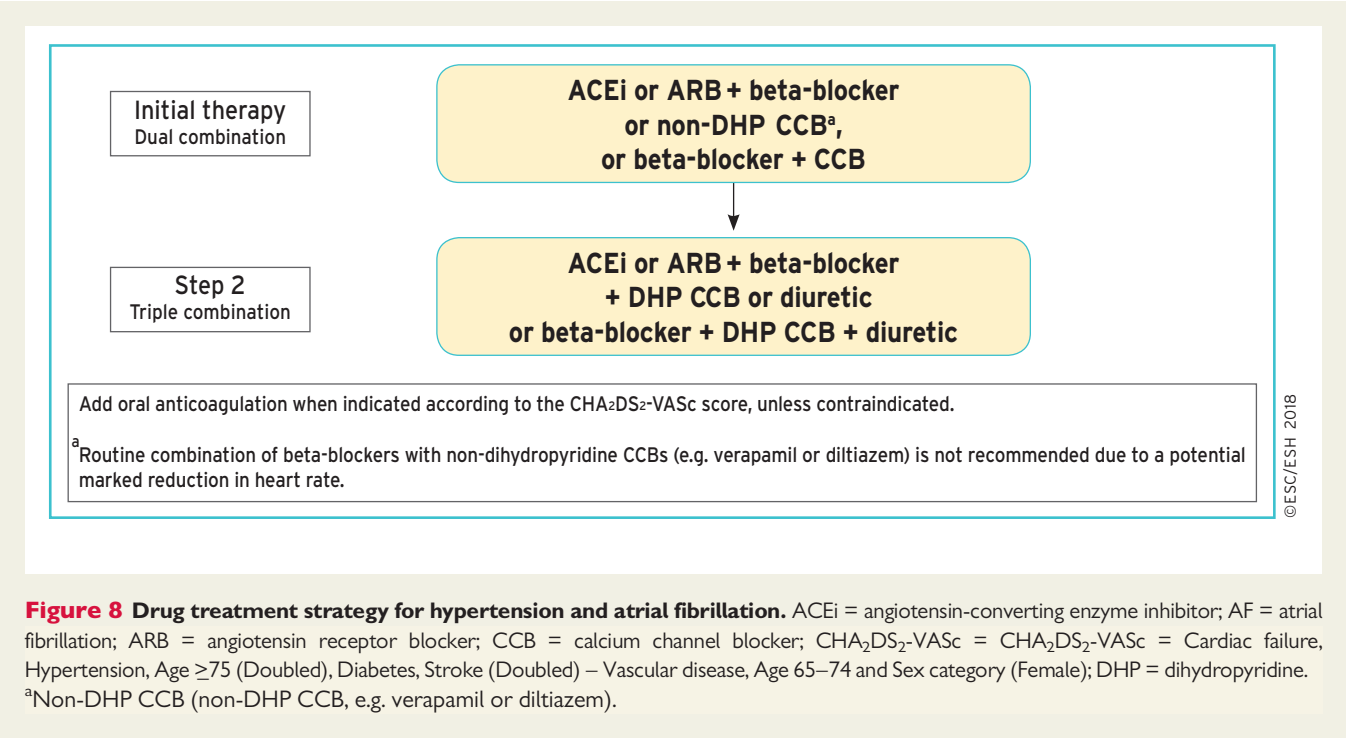 Initial therapy
Dual combination
ACEi or ARB + beta-blocker
or non-DHP CCBᵃ,
or beta-blocker + CCB
Step 2
Triple combination
ACEi or ARB + beta-blocker
+ DHP CCB or diuretic
or beta-blocker + DHP CCB + diuretic
Add oral anticoagulation when indicated according to the CHA₂DS₂-VASc score, unless contraindicated.
ᵃRoutine combination of beta-blockers with non-dihydropyridine CCBs (e.g. verapamil or diltiazem) is not recommended due to a potential
marked reduction in heart rate.
©ESC/ESH 2018
Figure 8 Drug treatment strategy for hypertension and atrial fibrillation. ACEi = angiotensin-converting enzyme inhibitor; AF = atrial
fibrillation; ARB = angiotensin receptor blocker; CCB = calcium channel blocker; CHA₂DS₂-VASc = CHA₂DS₂-VASc = Cardiac failure,
Hypertension, Age ≥75 (Doubled), Diabetes, Stroke (Doubled) – Vascular disease, Age 65–74 and Sex category (Female); DHP = dihydropyridine.
ᵃNon-DHP CCB (non-DHP CCB, e.g. verapamil or diltiazem).